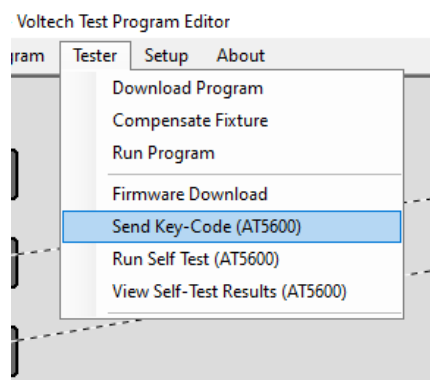 Voltech Test Program Editor
Tester Setup About
Download Program
Compensate Fixture
Run Program
Firmware Download
Send Key-Code (AT5600)
Run Self Test (AT5600)
View Self-Test Results (AT5600)